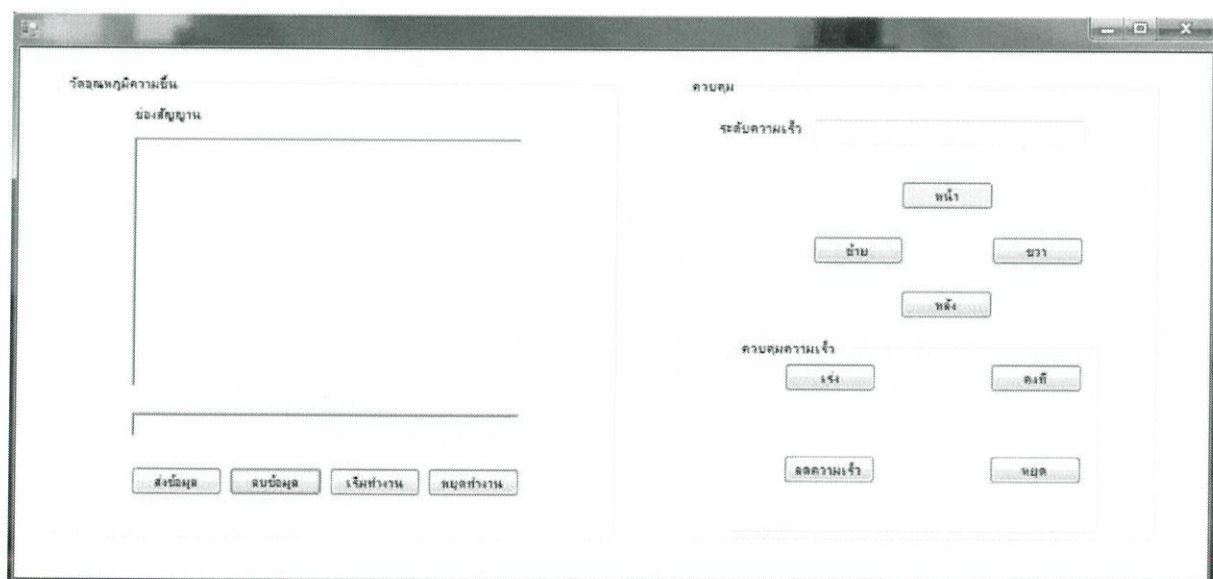 วัดอุณหภูมิความชื้น
ช่องสัญญาน
ส่งข้อมูล
ลบข้อมูล
เริ่มทำงาน
หยุดทำงาน
ควบคุม
ระดับความเร็ว
หน้า
ซ้าย
ขวา
หลัง
ควบคุมความเร็ว
เร่ง
คงที่
ลดความเร็ว
หยุด